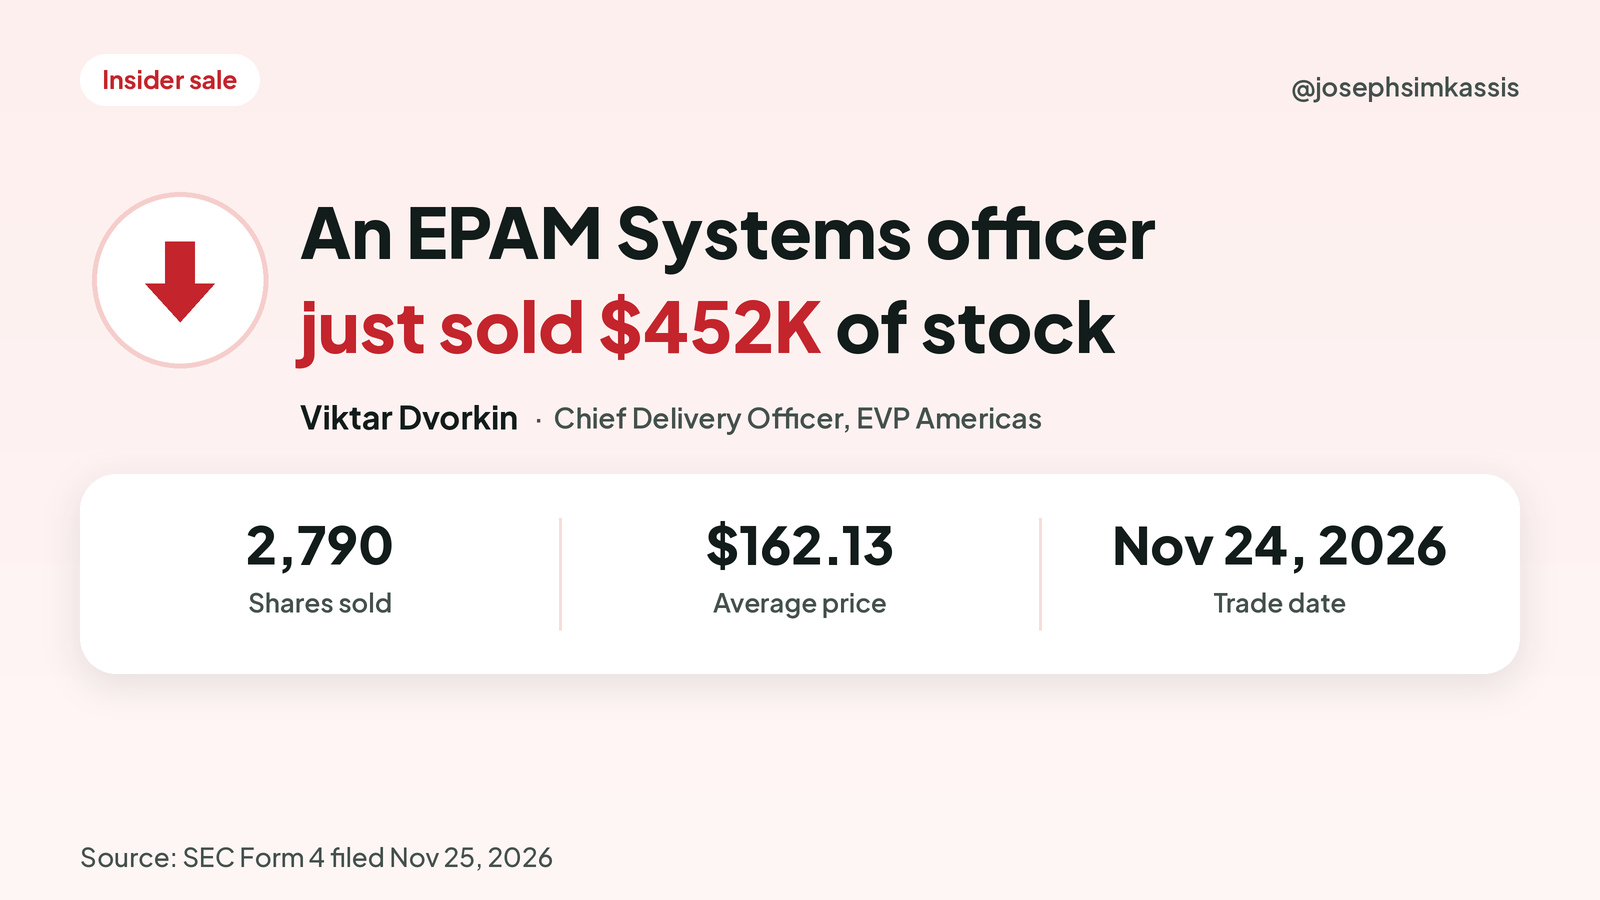 Insider sale
@josephsimkassis
An EPAM Systems officer
just sold $452K of stock
Viktar Dvorkin · Chief Delivery Officer, EVP Americas
2,790
Shares sold
$162.13
Average price
Nov 24, 2026
Trade date
Source: SEC Form 4 filed Nov 25, 2026